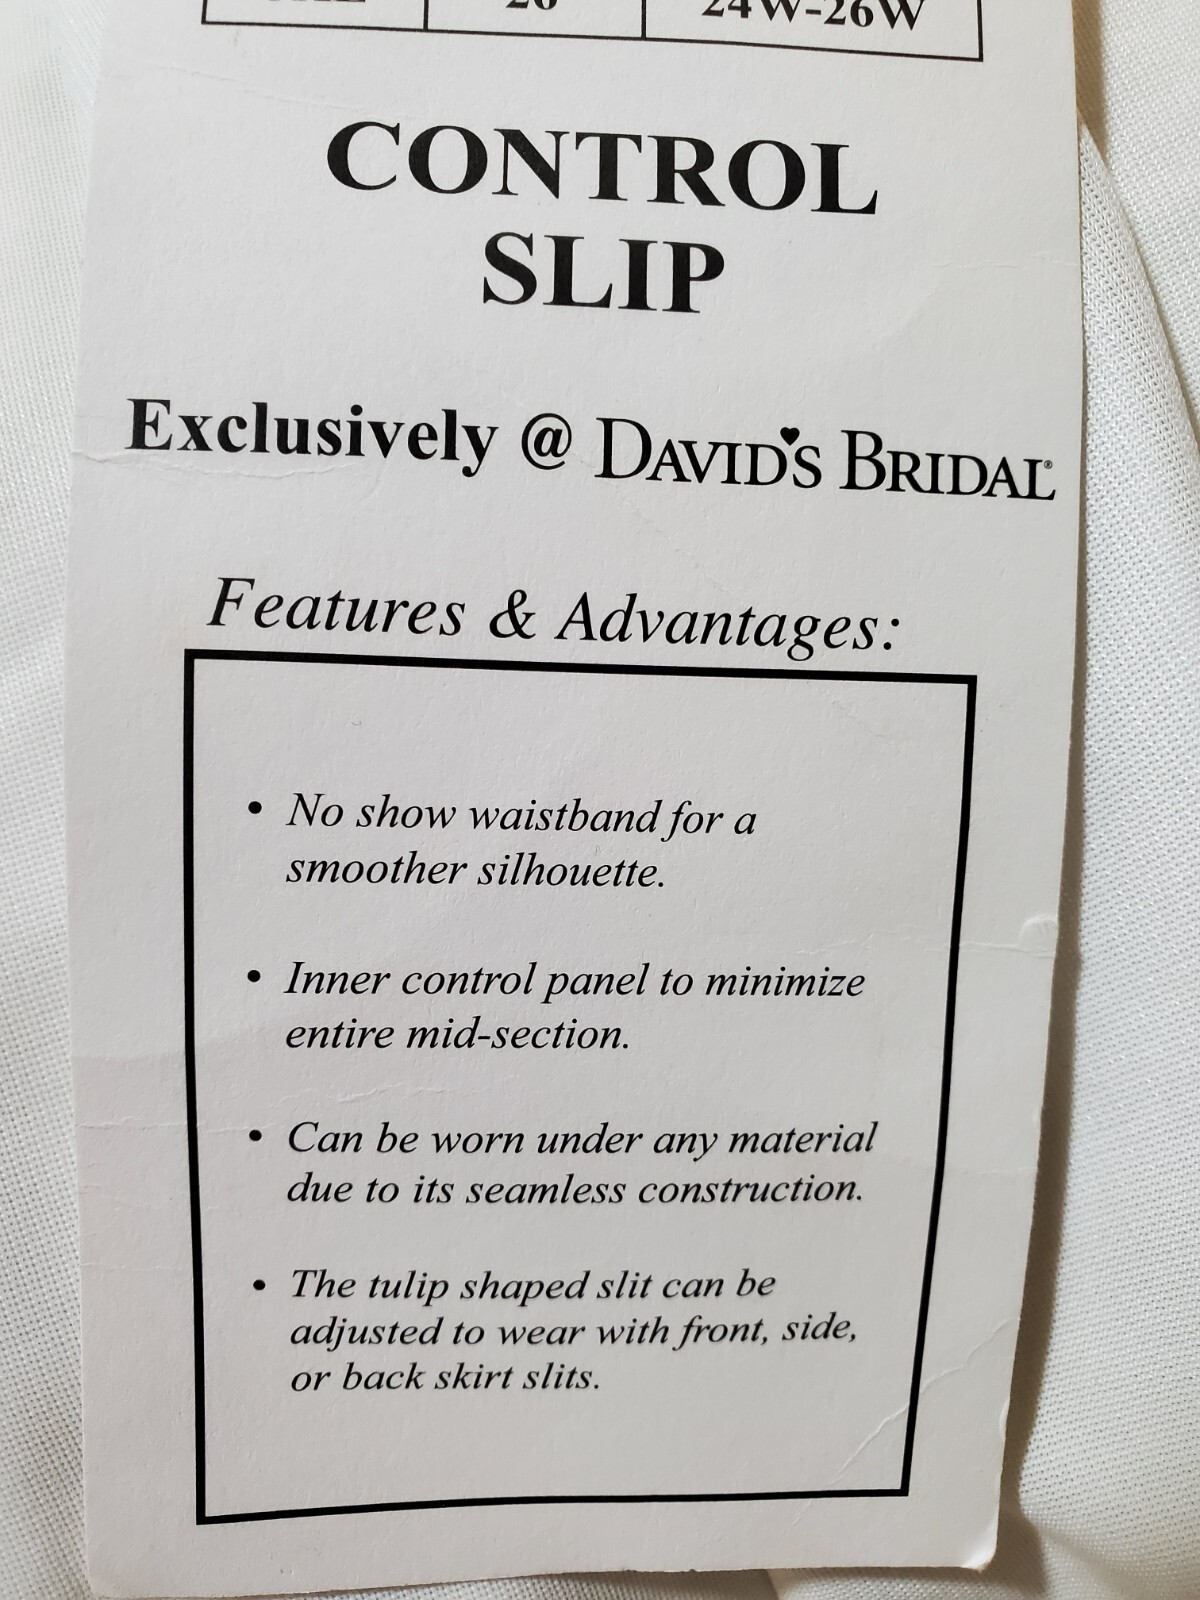 20 24W-26W
CONTROL
SLIP
Exclusively @ DAVID'S BRIDAL®
Features & Advantages:
• No show waistband for a
smoother silhouette.
• Inner control panel to minimize
entire mid-section.
• Can be worn under any material
due to its seamless construction.
• The tulip shaped slit can be
adjusted to wear with front, side,
or back skirt slits.